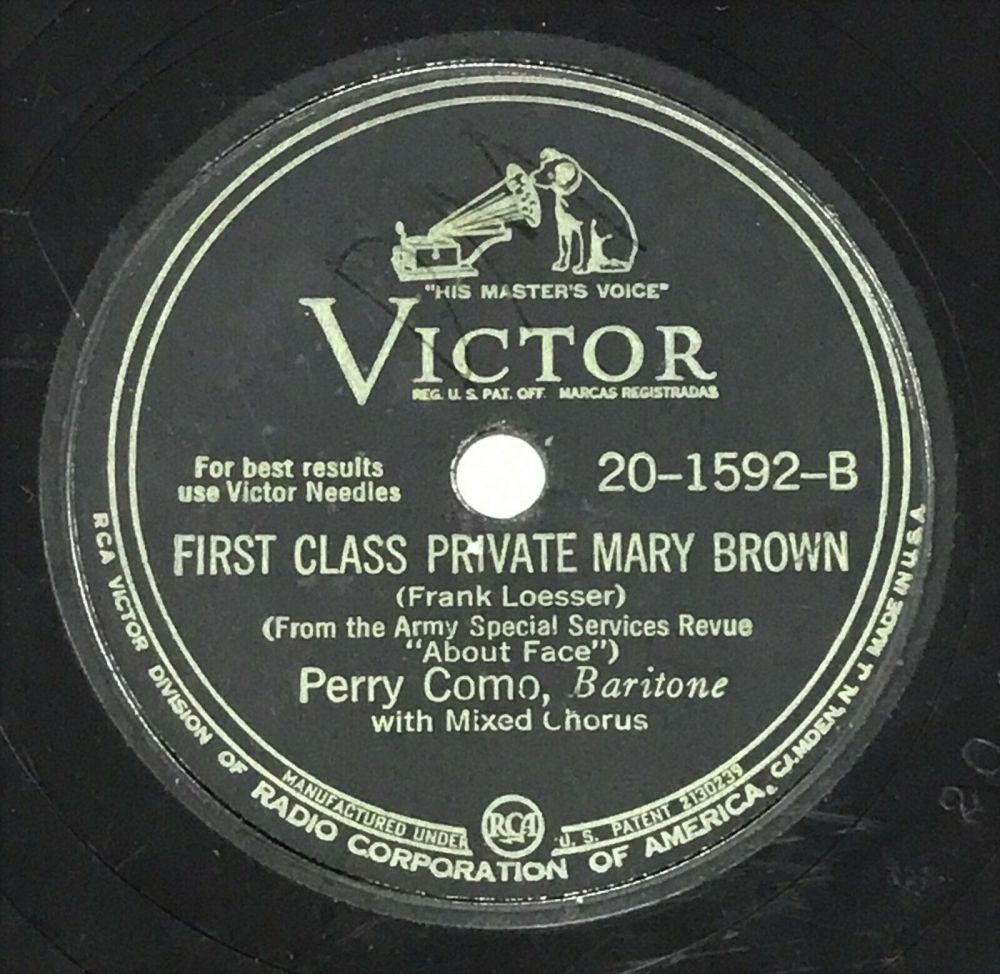 "HIS MASTER'S VOICE"
VICTOR
REG. U. S. PAT. OFF. MARCAS REGISTRADAS
For best results
use Victor Needles
20-1592-B
FIRST CLASS PRIVATE MARY BROWN
(Frank Loesser)
(From the Army Special Services Revue
"About Face")
Perry Como, Baritone
with Mixed Chorus
MANUFACTURED UNDER RCA U. S. PATENT 2130239
RCA VICTOR DIVISION OF RADIO CORPORATION OF AMERICA, CAMDEN, N. J. MADE IN U.S.A.